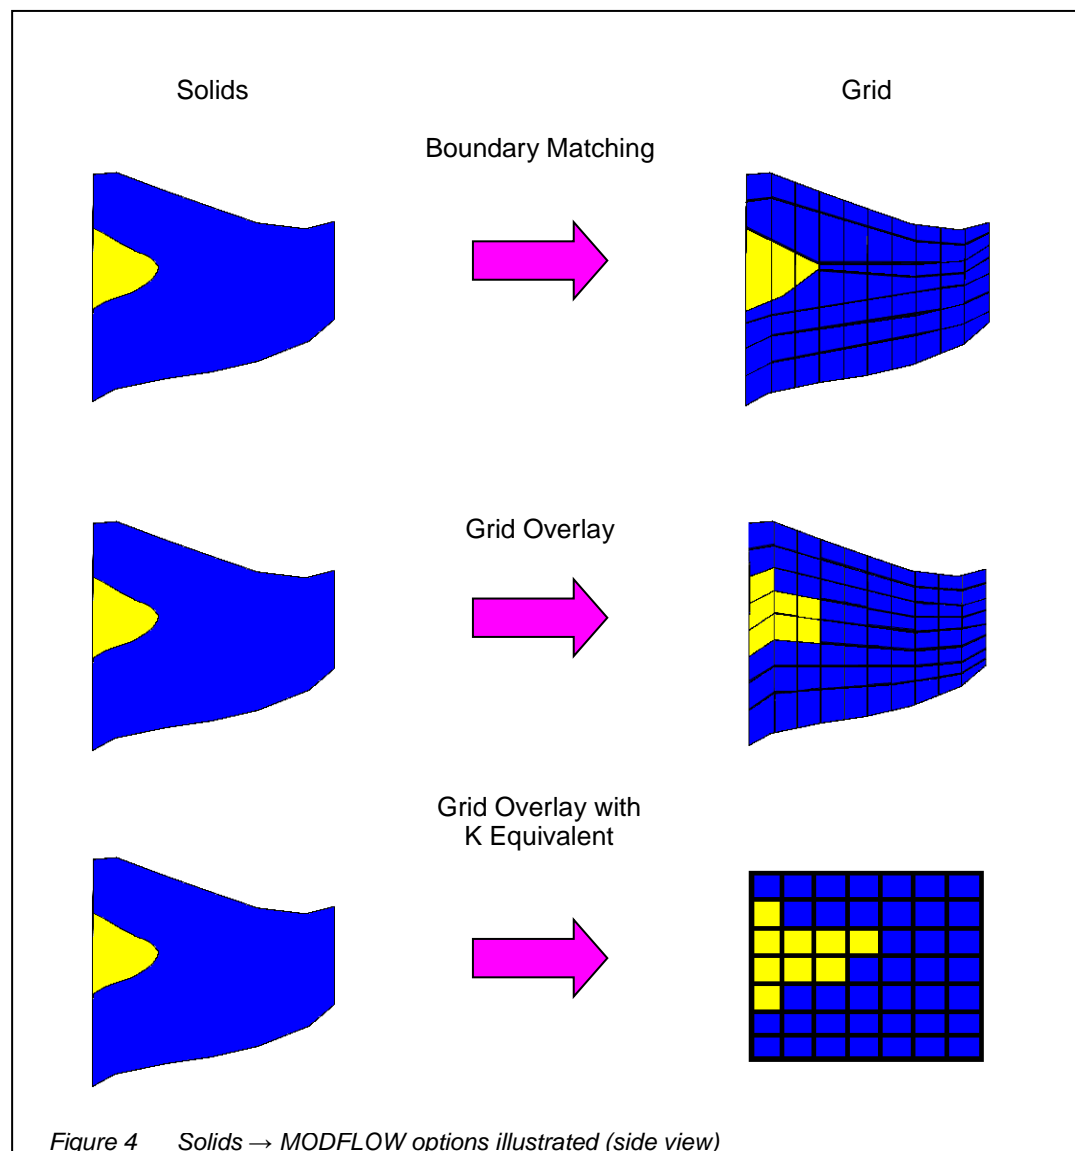 Solids
Grid
Boundary Matching
Grid Overlay
Grid Overlay with
K Equivalent
Figure 4 Solids → MODFLOW options illustrated (side view)